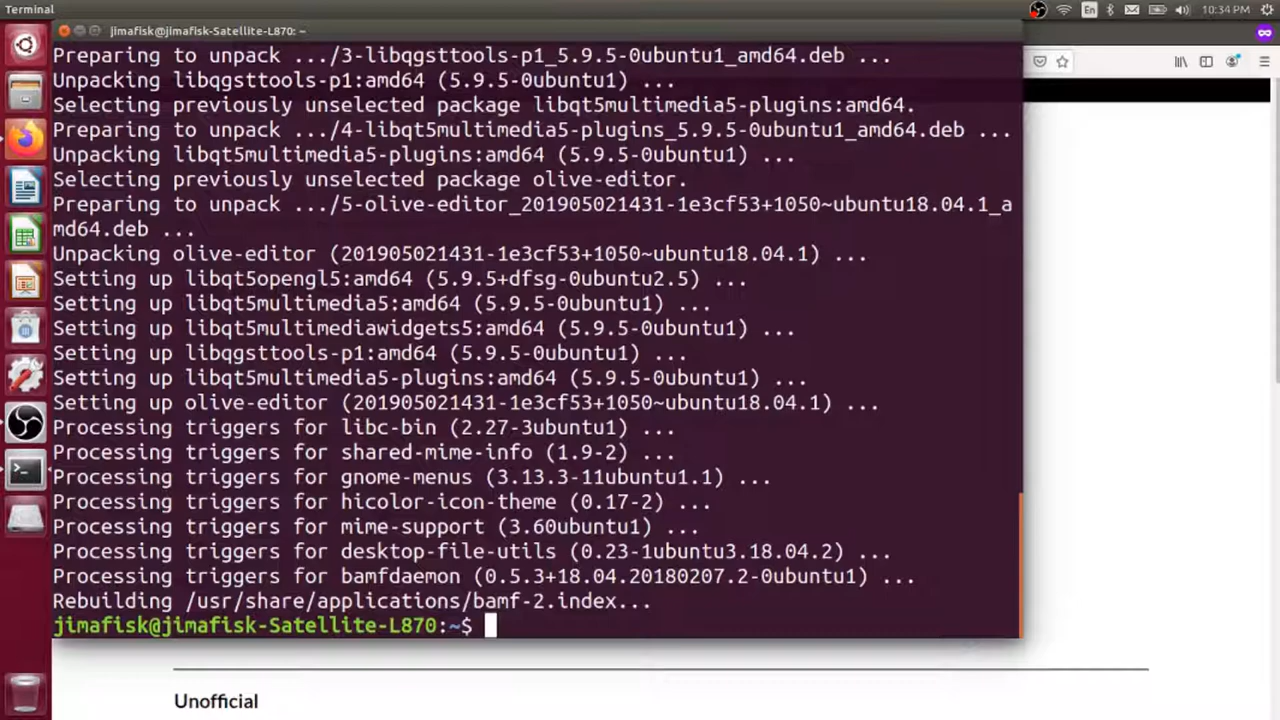 Terminal
En
10:34 PM
jimafisk@jimafisk-Satellite-L870: ~
Preparing to unpack .../3-libqgsttools-p1_5.9.5-0ubuntu1_amd64.deb ...
Unpacking libqgsttools-p1:amd64 (5.9.5-0ubuntu1) ...
Selecting previously unselected package libqt5multimedia5-plugins:amd64.
Preparing to unpack .../4-libqt5multimedia5-plugins_5.9.5-0ubuntu1_amd64.deb ...
Unpacking libqt5multimedia5-plugins:amd64 (5.9.5-0ubuntu1) ...
Selecting previously unselected package olive-editor.
Preparing to unpack .../5-olive-editor_201905021431-1e3cf53+1050~ubuntu18.04.1_a
md64.deb ...
Unpacking olive-editor (201905021431-1e3cf53+1050~ubuntu18.04.1) ...
Setting up libqt5opengl5:amd64 (5.9.5+dfsg-0ubuntu2.5) ...
Setting up libqt5multimedia5:amd64 (5.9.5-0ubuntu1) ...
Setting up libqt5multimediawidgets5:amd64 (5.9.5-0ubuntu1) ...
Setting up libqgsttools-p1:amd64 (5.9.5-0ubuntu1) ...
Setting up libqt5multimedia5-plugins:amd64 (5.9.5-0ubuntu1) ...
Setting up olive-editor (201905021431-1e3cf53+1050~ubuntu18.04.1) ...
Processing triggers for libc-bin (2.27-3ubuntu1) ...
Processing triggers for shared-mime-info (1.9-2) ...
Processing triggers for gnome-menus (3.13.3-11ubuntu1.1) ...
Processing triggers for hicolor-icon-theme (0.17-2) ...
Processing triggers for mime-support (3.60ubuntu1) ...
Processing triggers for desktop-file-utils (0.23-1ubuntu3.18.04.2) ...
Processing triggers for bamfdaemon (0.5.3+18.04.20180207.2-0ubuntu1) ...
Rebuilding /usr/share/applications/bamf-2.index...
jimafisk@jimafisk-Satellite-L870:~$
Unofficial